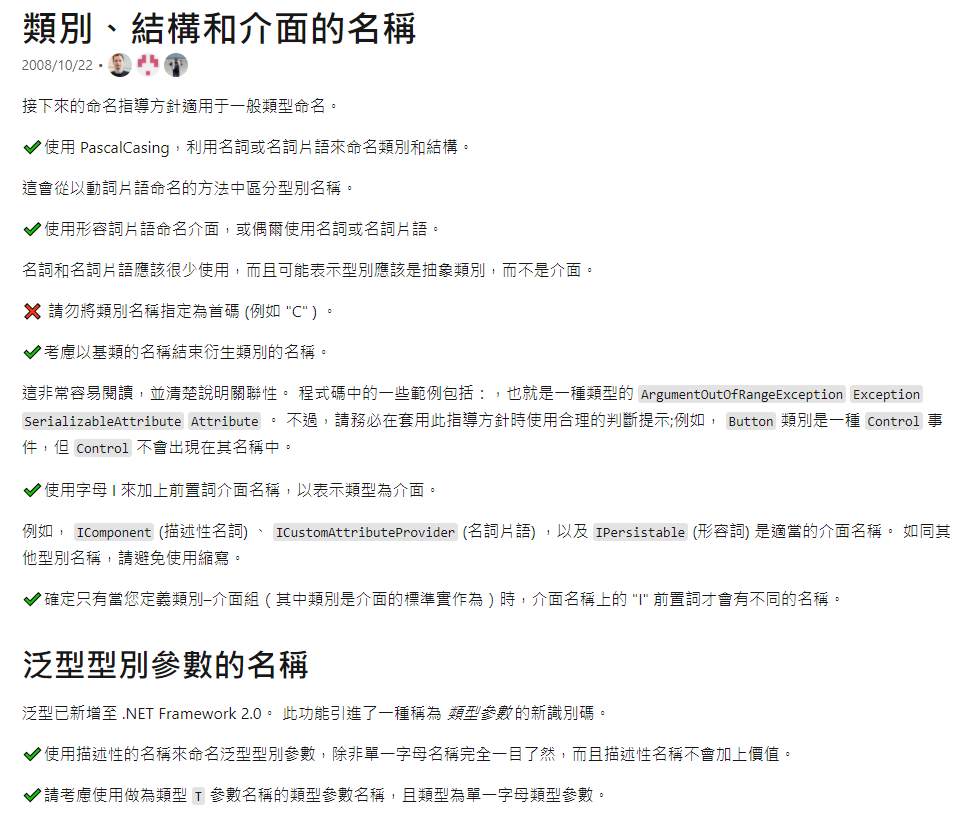 類別、結構和介面的名稱
2008/10/22 •
接下來的命名指導方針適用于一般類型命名。
✔使用 PascalCasing，利用名詞或名詞片語來命名類別和結構。
這會從以動詞片語命名的方法中區分型別名稱。
✔使用形容詞片語命名介面，或偶爾使用名詞或名詞片語。
名詞和名詞片語應該很少使用，而且可能表示型別應該是抽象類別，而不是介面。
❌ 請勿將類別名稱指定為首碼 (例如 "C" ) 。
✔考慮以基類的名稱結束衍生類別的名稱。
這非常容易閱讀，並清楚說明關聯性。 程式碼中的一些範例包括：，也就是一種類型的 ArgumentOutOfRangeException Exception
SerializableAttribute Attribute 。 不過，請務必在套用此指導方針時使用合理的判斷提示;例如， Button 類別是一種 Control 事
件，但 Control 不會出現在其名稱中。
✔使用字母 I 來加上前置詞介面名稱，以表示類型為介面。
例如， IComponent (描述性名詞) 、 ICustomAttributeProvider (名詞片語) ，以及 IPersistable (形容詞) 是適當的介面名稱。 如同其
他型別名稱，請避免使用縮寫。
✔確定只有當您定義類別–介面組（其中類別是介面的標準實作為）時，介面名稱上的 "I" 前置詞才會有不同的名稱。
泛型型別參數的名稱
泛型已新增至 .NET Framework 2.0。 此功能引進了一種稱為 類型參數 的新識別碼。
✔使用描述性的名稱來命名泛型型別參數，除非單一字母名稱完全一目了然，而且描述性名稱不會加上價值。
✔請考慮使用做為類型 T 參數名稱的類型參數名稱，且類型為單一字母類型參數。